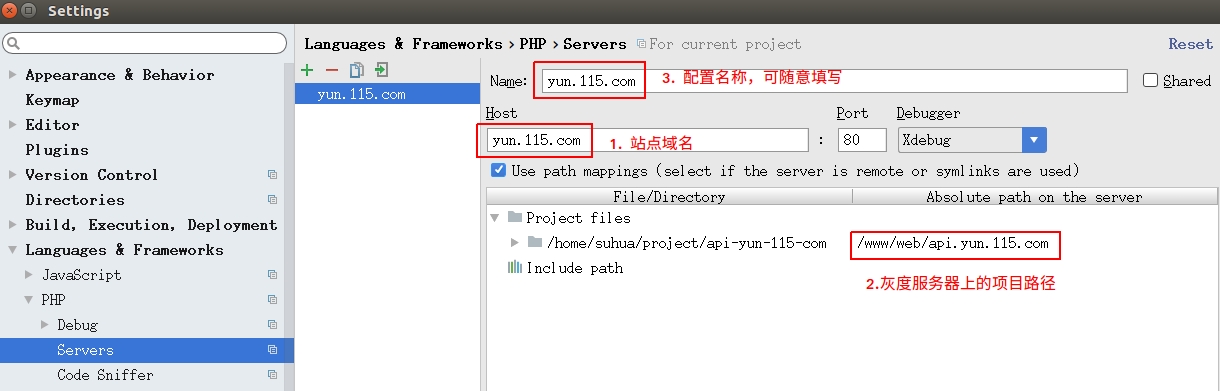 Settings
Languages & Frameworks › PHP › Servers For current project Reset
Appearance & Behavior
Keymap
Editor
Plugins
Version Control
Directories
Build, Execution, Deployment
Languages & Frameworks
JavaScript
PHP
Debug
Servers
Code Sniffer
yun.115.com
Name: yun.115.com 3. 配置名称，可随意填写 Shared
Host Port Debugger
yun.115.com 1. 站点域名 : 80 Xdebug
Use path mappings (select if the server is remote or symlinks are used)
File/Directory Absolute path on the server
Project files
/home/suhua/project/api-yun-115-com /www/web/api.yun.115.com
Include path
2.灰度服务器上的项目路径